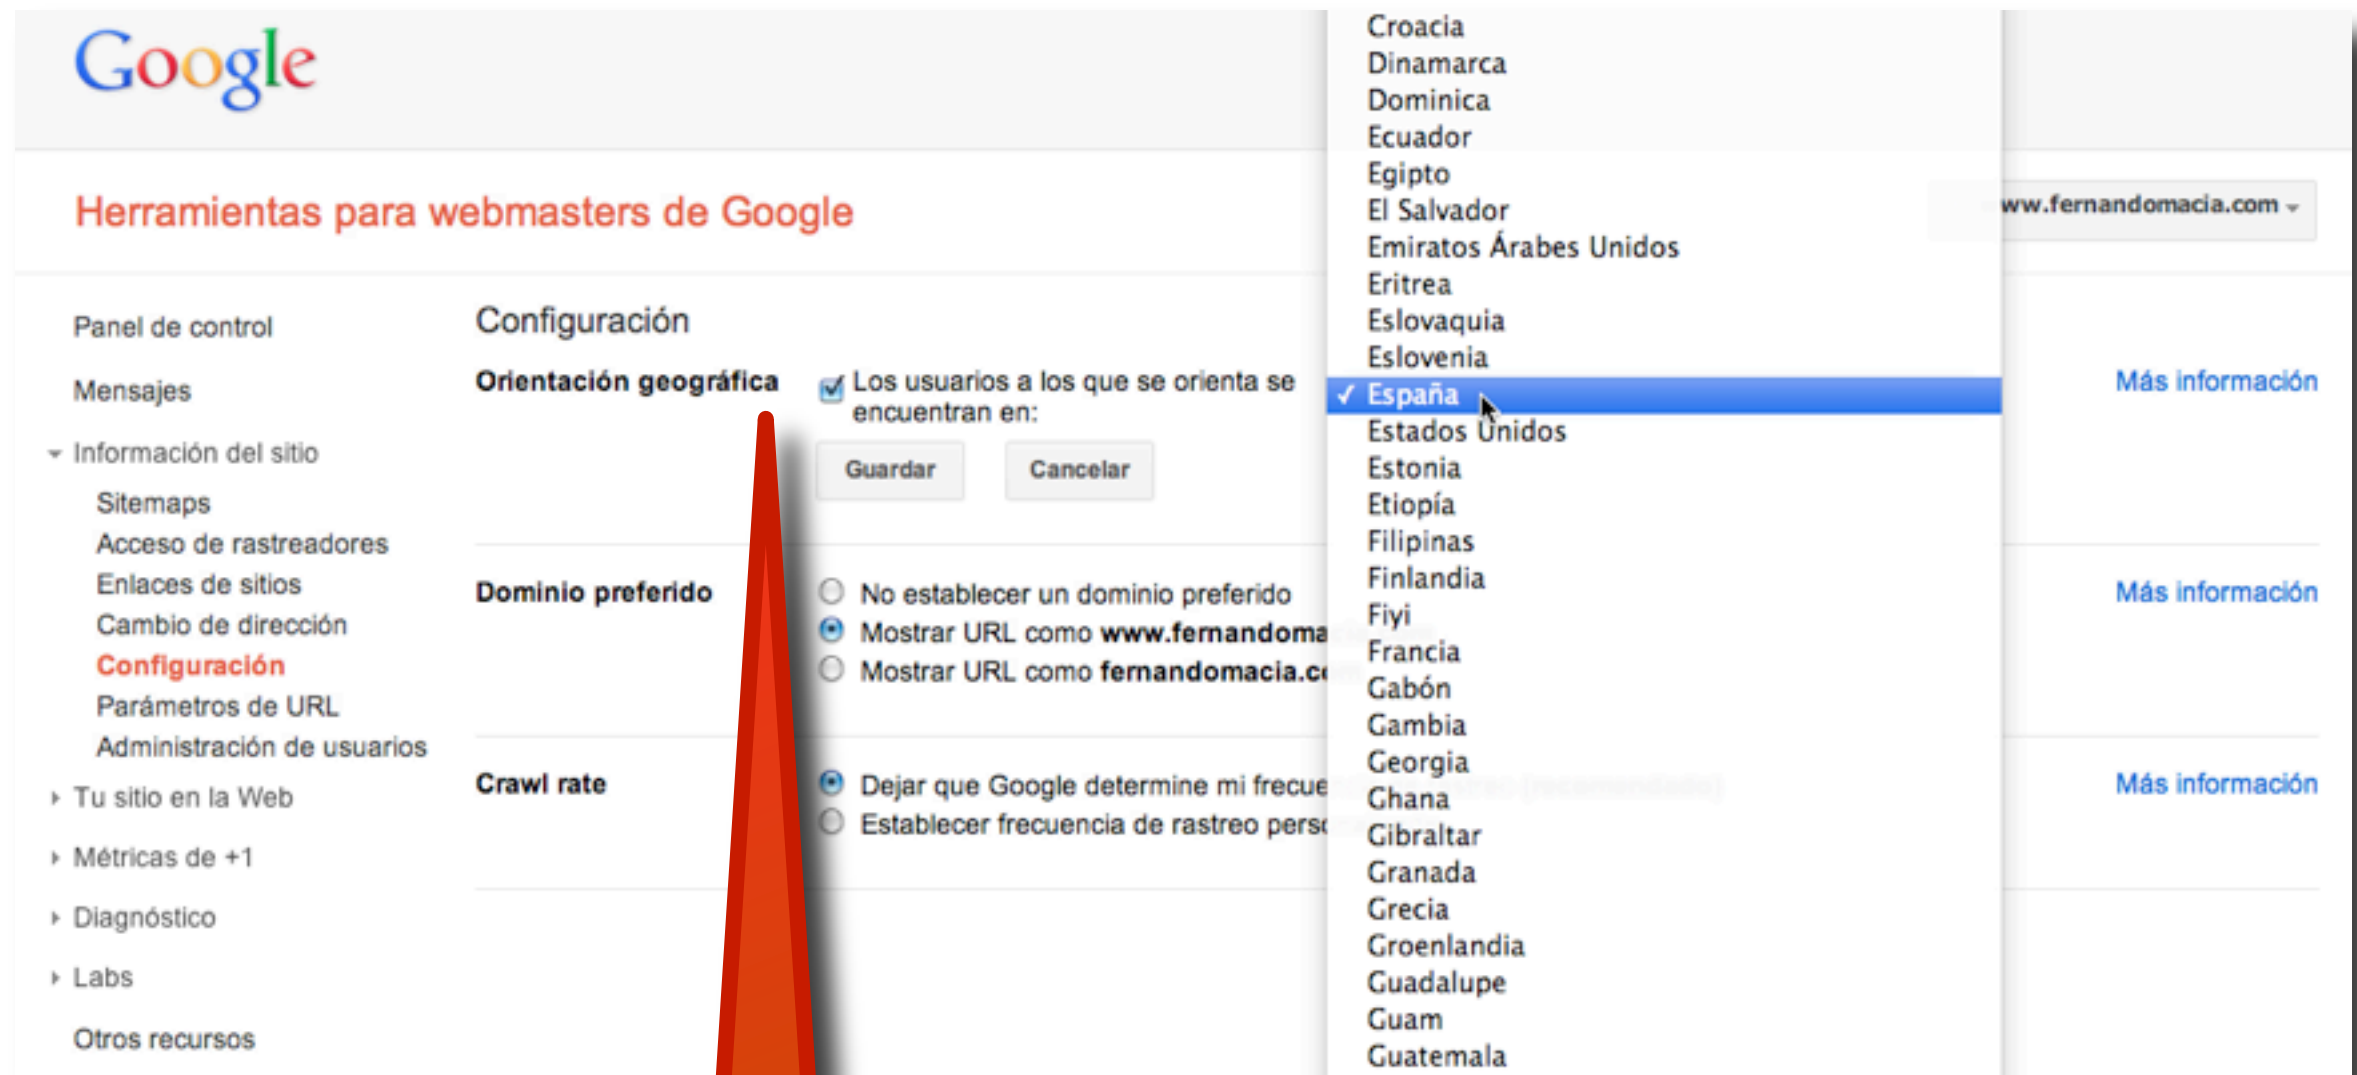 Google
Herramientas para webmasters de Google
ww.fernandomacia.com
Panel de control
Mensajes
Información del sitio
Sitemaps
Acceso de rastreadores
Enlaces de sitios
Cambio de dirección
Configuración
Parámetros de URL
Administración de usuarios
Tu sitio en la Web
Métricas de +1
Diagnóstico
Labs
Otros recursos
Configuración
Orientación geográfica
Los usuarios a los que se orienta se
encuentran en:
Guardar Cancelar
Más información
Dominio preferido
No establecer un dominio preferido
Mostrar URL como www.fernandoma
Mostrar URL como fernandomacia.c
Más información
Crawl rate
Dejar que Google determine mi frecue
Establecer frecuencia de rastreo pers
Más información
Croacia
Dinamarca
Dominica
Ecuador
Egipto
El Salvador
Emiratos Árabes Unidos
Eritrea
Eslovaquia
Eslovenia
✓ España
Estados Unidos
Estonia
Etiopía
Filipinas
Finlandia
Fiyi
Francia
Gabón
Gambia
Georgia
Ghana
Gibraltar
Granada
Grecia
Groenlandia
Guadalupe
Guam
Guatemala